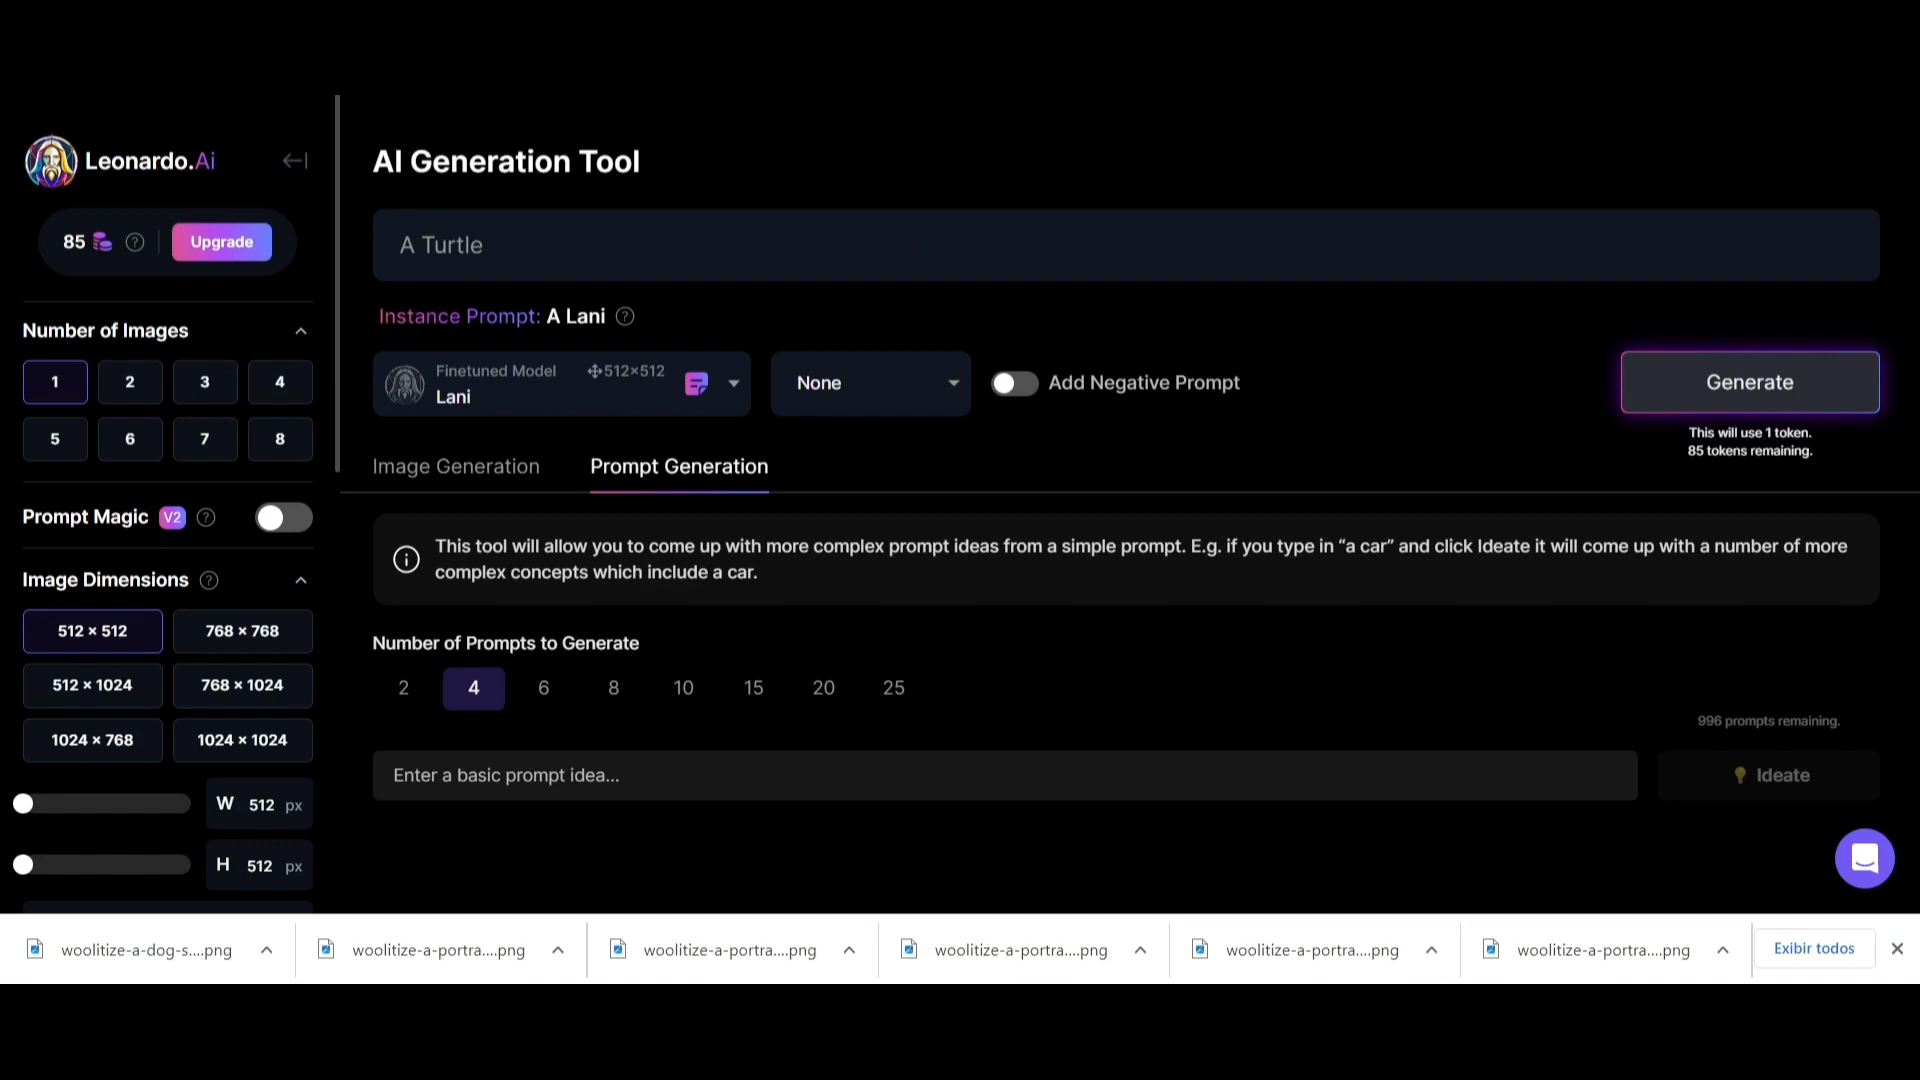 Leonardo.Ai
85
Upgrade
Number of Images
1 2 3 4
5 6 7 8
Prompt Magic V2
Image Dimensions
512 × 512 768 × 768
512 × 1024 768 × 1024
1024 × 768 1024 × 1024
W 512 px
H 512 px
AI Generation Tool
A Turtle
Instance Prompt: A Lani
Finetuned Model 512×512
Lani
None
Add Negative Prompt
Generate
This will use 1 token.
85 tokens remaining.
Image Generation Prompt Generation
This tool will allow you to come up with more complex prompt ideas from a simple prompt. E.g. if you type in “a car” and click Ideate it will come up with a number of more
complex concepts which include a car.
Number of Prompts to Generate
2 4 6 8 10 15 20 25
996 prompts remaining.
Enter a basic prompt idea...
Ideate
woolitize-a-dog-s....png woolitize-a-portra....png woolitize-a-portra....png woolitize-a-portra....png woolitize-a-portra....png woolitize-a-portra....png Exibir todos